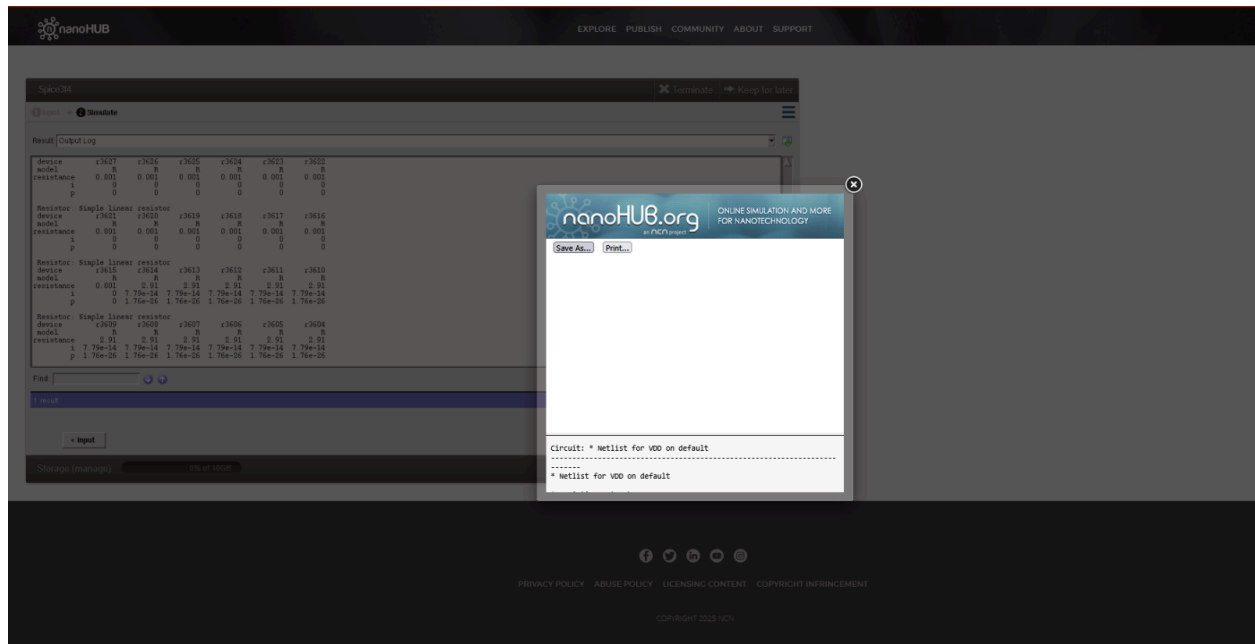 nanoHUB
EXPLORE PUBLISH COMMUNITY ABOUT SUPPORT
Spice3f4
Terminate Keep for later
1 Input → 2 Simulate
Result: Output Log
device r3627 r3626 r3625 r3624 r3623 r3622
model R R R R R R
resistance 0.001 0.001 0.001 0.001 0.001 0.001
i 0 0 0 0 0 0
p 0 0 0 0 0 0
Resistor: Simple linear resistor
device r3621 r3620 r3619 r3618 r3617 r3616
model R R R R R R
resistance 0.001 0.001 0.001 0.001 0.001 0.001
i 0 0 0 0 0 0
p 0 0 0 0 0 0
Resistor: Simple linear resistor
device r3615 r3614 r3613 r3612 r3611 r3610
model R R R R R R
resistance 0.001 2.91 2.91 2.91 2.91 2.91
i 0 7.79e-14 7.79e-14 7.79e-14 7.79e-14 7.79e-14
p 0 1.76e-26 1.76e-26 1.76e-26 1.76e-26 1.76e-26
Resistor: Simple linear resistor
device r3609 r3608 r3607 r3606 r3605 r3604
model R R R R R R
resistance 2.91 2.91 2.91 2.91 2.91 2.91
i 7.79e-14 7.79e-14 7.79e-14 7.79e-14 7.79e-14 7.79e-14
p 1.76e-26 1.76e-26 1.76e-26 1.76e-26 1.76e-26 1.76e-26
Find:
1 result
< Input
Storage (manage) 0% of 10GB
nanoHUB.org
an NCN project
ONLINE SIMULATION AND MORE
FOR NANOTECHNOLOGY
Save As... Print...
Circuit: * Netlist for VDD on default
--------------------------------------------------------------------
-------
* Netlist for VDD on default
PRIVACY POLICY ABUSE POLICY LICENSING CONTENT COPYRIGHT INFRINGEMENT
COPYRIGHT 2025 NCN